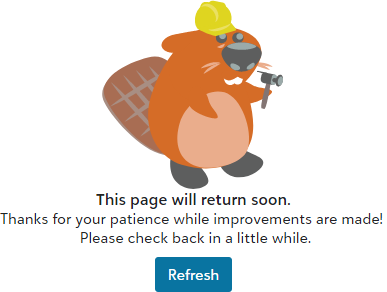 This page will return soon.
Thanks for your patience while improvements are made!
Please check back in a little while.
Refresh